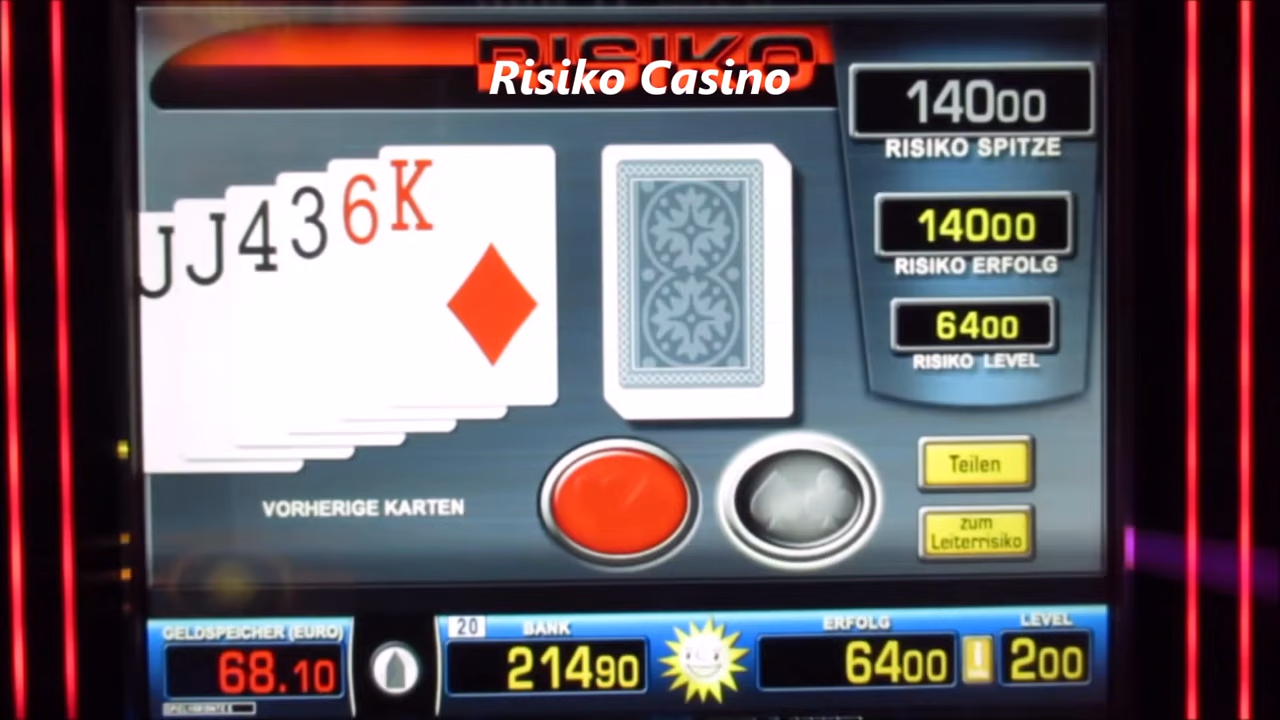 RISIKO
Risiko Casino
14000
RISIKO SPITZE
J J 4 3 6 K
14000
RISIKO ERFOLG
6400
RISIKO LEVEL
Teilen
zum
Leiterrisiko
VORHERIGE KARTEN
GELDSPEICHER (EURO)
68.10
20
BANK
21490
ERFOLG
6400
LEVEL
200